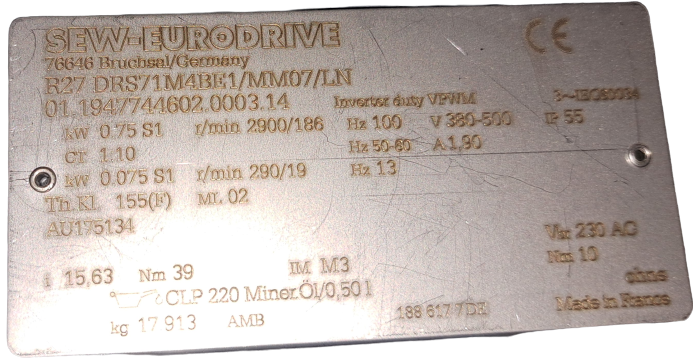 SEW-EURODRIVE CE
76646 Bruchsal/Germany
R27 DRS71M4BE1/MM07/LN
01.1947744602.0003.14 Inverter duty VPWM 3~IEC60034
kW 0.75 S1 r/min 2900/186 Hz 100 V 380-500 IP 55
CT 1.10 Hz 50-60 A 1,90
kW 0.075 S1 r/min 290/19 Hz 13
Th.Kl. 155(F) ML 02
AU175134
Vbr 230 AC
i 15,63 Nm 39 IM M3 Nm 10
CLP 220 Miner.Öl/0,50 l ohne
kg 17 913 AMB 188 617 7DE Made in France